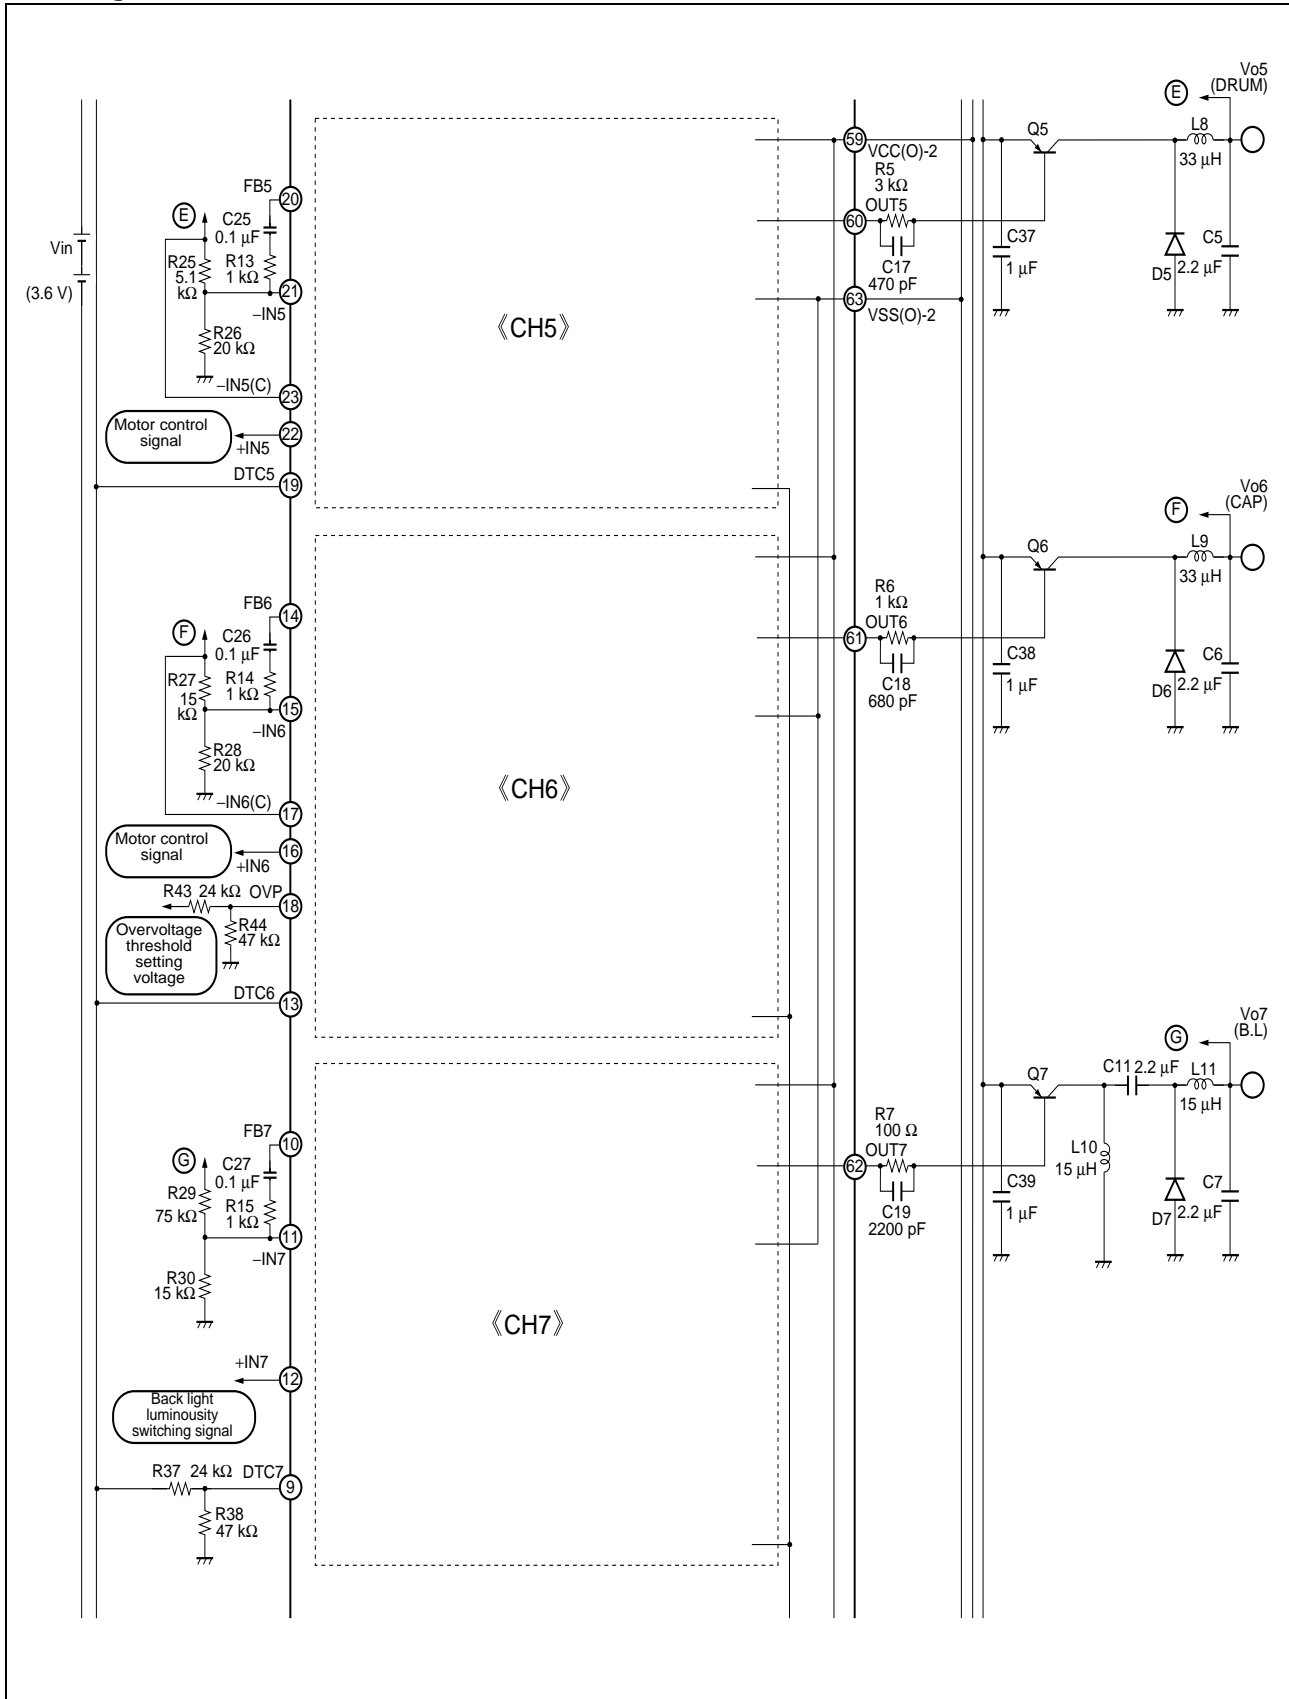 Vin
(3.6 V)
FB5
20
E
C25
0.1 μF
R25
5.1
kΩ
R13
1 kΩ
21
–IN5
R26
20 kΩ
–IN5(C)
23
Motor control
signal
22
+IN5
DTC5
19
《CH5》
59
VCC(O)-2
R5
3 kΩ
OUT5
60
C17
470 pF
63
VSS(O)-2
Q5
C37
1 μF
E
Vo5
(DRUM)
L8
33 μH
D5
C5
2.2 μF
FB6
14
F
C26
0.1 μF
R27
15
kΩ
R14
1 kΩ
15
–IN6
R28
20 kΩ
–IN6(C)
17
Motor control
signal
16
+IN6
R43 24 kΩ OVP
18
R44
47 kΩ
Overvoltage
threshold
setting
voltage
DTC6
13
《CH6》
R6
1 kΩ
OUT6
61
C18
680 pF
Q6
C38
1 μF
F
Vo6
(CAP)
L9
33 μH
D6
C6
2.2 μF
FB7
10
G
C27
0.1 μF
R29
75 kΩ
R15
1 kΩ
11
–IN7
R30
15 kΩ
+IN7
12
Back light
luminousity
switching signal
R37 24 kΩ DTC7
9
R38
47 kΩ
《CH7》
R7
100 Ω
OUT7
62
C19
2200 pF
Q7
C39
1 μF
L10
15 μH
C11 2.2 μF
G
Vo7
(B.L)
L11
15 μH
D7
C7
2.2 μF